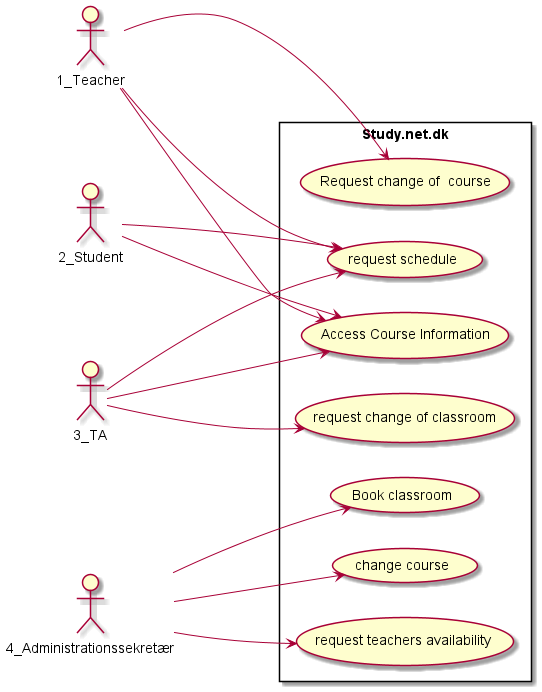 1_Teacher
Study.net.dk
Request change of  course
2_Student
request schedule
Access Course Information
3_TA
request change of classroom
Book classroom
change course
4_Administrationssekretær
request teachers availability